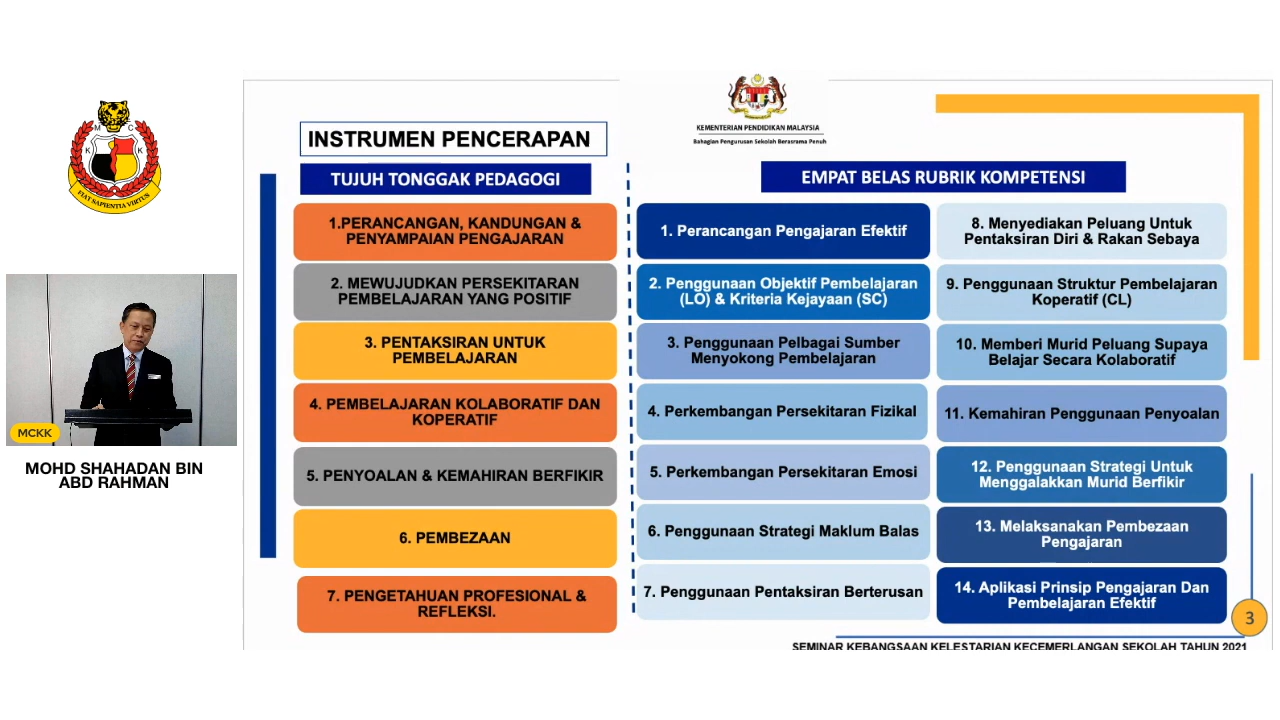 M C
K K
FIAT SAPIENTIA VIRTUS
MCKK
MOHD SHAHADAN BIN
ABD RAHMAN
KEMENTERIAN PENDIDIKAN MALAYSIA
Bahagian Pengurusan Sekolah Berasrama Penuh
INSTRUMEN PENCERAPAN
TUJUH TONGGAK PEDAGOGI
1.PERANCANGAN, KANDUNGAN &
PENYAMPAIAN PENGAJARAN
2. MEWUJUDKAN PERSEKITARAN
PEMBELAJARAN YANG POSITIF
3. PENTAKSIRAN UNTUK
PEMBELAJARAN
4. PEMBELAJARAN KOLABORATIF DAN
KOPERATIF
5. PENYOALAN & KEMAHIRAN BERFIKIR
6. PEMBEZAAN
7. PENGETAHUAN PROFESIONAL &
REFLEKSI.
EMPAT BELAS RUBRIK KOMPETENSI
1. Perancangan Pengajaran Efektif
2. Penggunaan Objektif Pembelajaran
(LO) & Kriteria Kejayaan (SC)
3. Penggunaan Pelbagai Sumber
Menyokong Pembelajaran
4. Perkembangan Persekitaran Fizikal
5. Perkembangan Persekitaran Emosi
6. Penggunaan Strategi Maklum Balas
7. Penggunaan Pentaksiran Berterusan
8. Menyediakan Peluang Untuk
Pentaksiran Diri & Rakan Sebaya
9. Penggunaan Struktur Pembelajaran
Koperatif (CL)
10. Memberi Murid Peluang Supaya
Belajar Secara Kolaboratif
11. Kemahiran Penggunaan Penyoalan
12. Penggunaan Strategi Untuk
Menggalakkan Murid Berfikir
13. Melaksanakan Pembezaan
Pengajaran
14. Aplikasi Prinsip Pengajaran Dan
Pembelajaran Efektif
3
SEMINAR KEBANGSAAN KELESTARIAN KECEMERLANGAN SEKOLAH TAHUN 2021